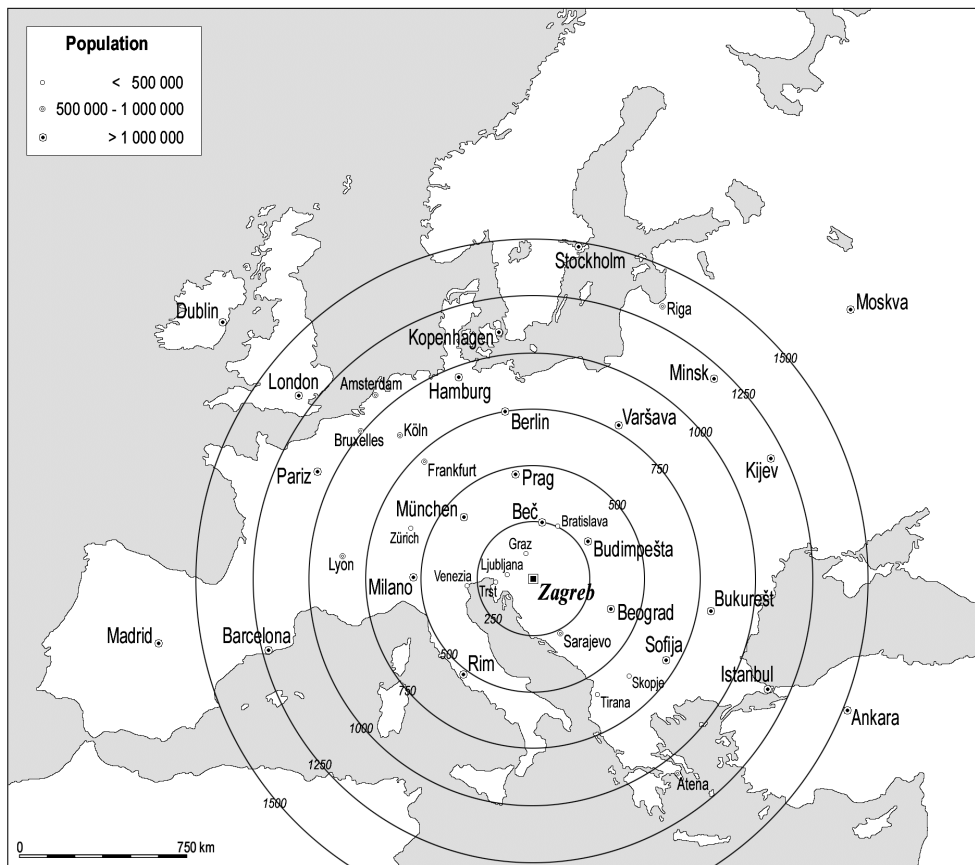 Population
< 500 000
500 000 - 1 000 000
> 1 000 000
Stockholm
Dublin
Riga
Moskva
Kopenhagen
1500
London
Amsterdam
Hamburg
Minsk
1250
Bruxelles
Köln
Berlin
Varšava
1000
Pariz
Frankfurt
Prag
750
Kijev
München
Beč
500
Bratislava
Zürich
Graz
Budimpešta
Lyon
Milano
Venezia
Ljubljana
Trst
Zagreb
250
Beograd
Bukurešt
Madrid
Barcelona
500
Sarajevo
Sofija
Rim
Skopje
Istanbul
750
Tirana
Ankara
1000
1250
Atena
1500
0 750 km